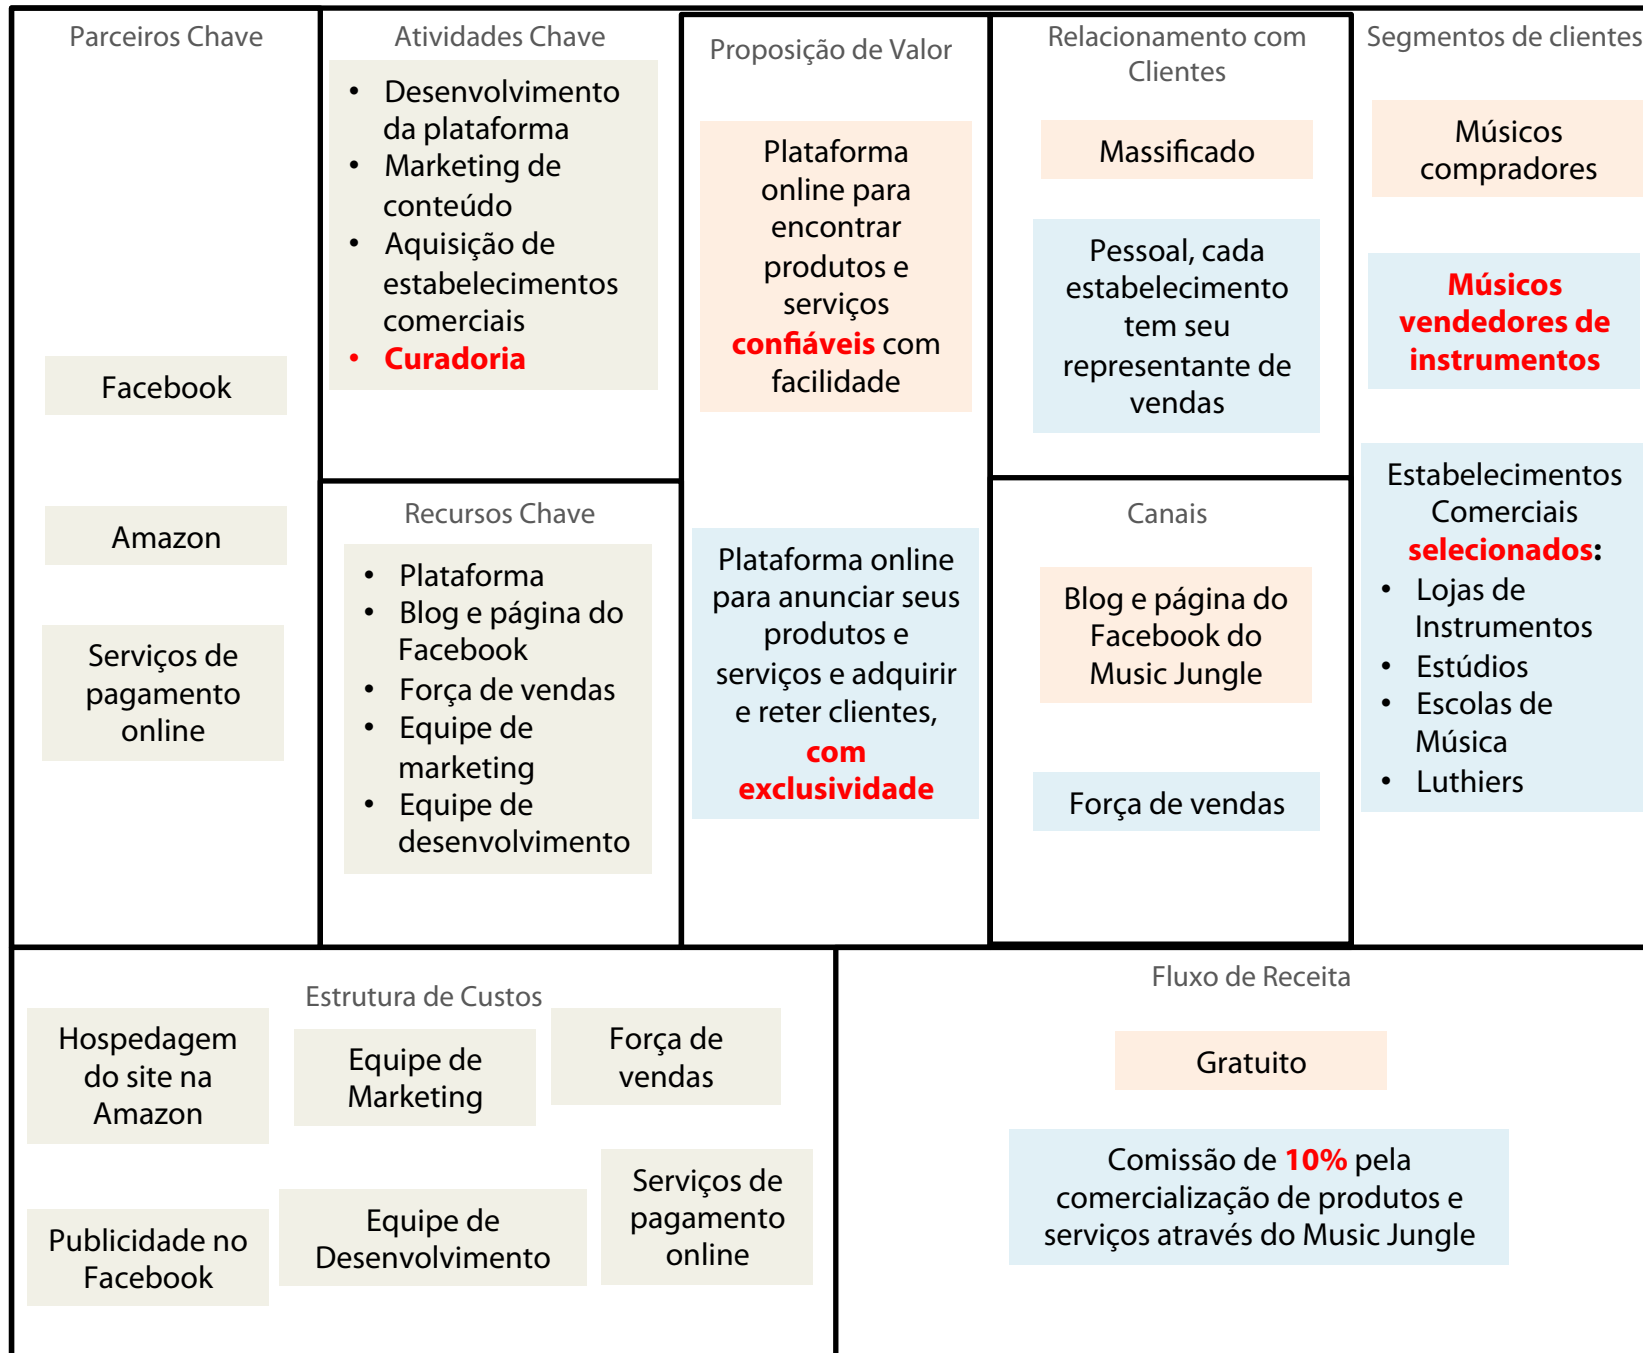 Parceiros Chave
Facebook
Amazon
Serviços de
pagamento
online
Atividades Chave
• Desenvolvimento
da plataforma
• Marketing de
conteúdo
• Aquisição de
estabelecimentos
comerciais
• Curadoria
Recursos Chave
• Plataforma
• Blog e página do
Facebook
• Força de vendas
• Equipe de
marketing
• Equipe de
desenvolvimento
Proposição de Valor
Plataforma
online para
encontrar
produtos e
serviços
confiáveis com
facilidade
Plataforma online
para anunciar seus
produtos e
serviços e adquirir
e reter clientes,
com
exclusividade
Relacionamento com
Clientes
Massificado
Pessoal, cada
estabelecimento
tem seu
representante de
vendas
Canais
Blog e página do
Facebook do
Music Jungle
Força de vendas
Segmentos de clientes
Músicos
compradores
Músicos
vendedores de
instrumentos
Estabelecimentos
Comerciais
selecionados:
• Lojas de
Instrumentos
• Estúdios
• Escolas de
Música
• Luthiers
Estrutura de Custos
Hospedagem
do site na
Amazon
Equipe de
Marketing
Força de
vendas
Publicidade no
Facebook
Equipe de
Desenvolvimento
Serviços de
pagamento
online
Fluxo de Receita
Gratuito
Comissão de 10% pela
comercialização de produtos e
serviços através do Music Jungle